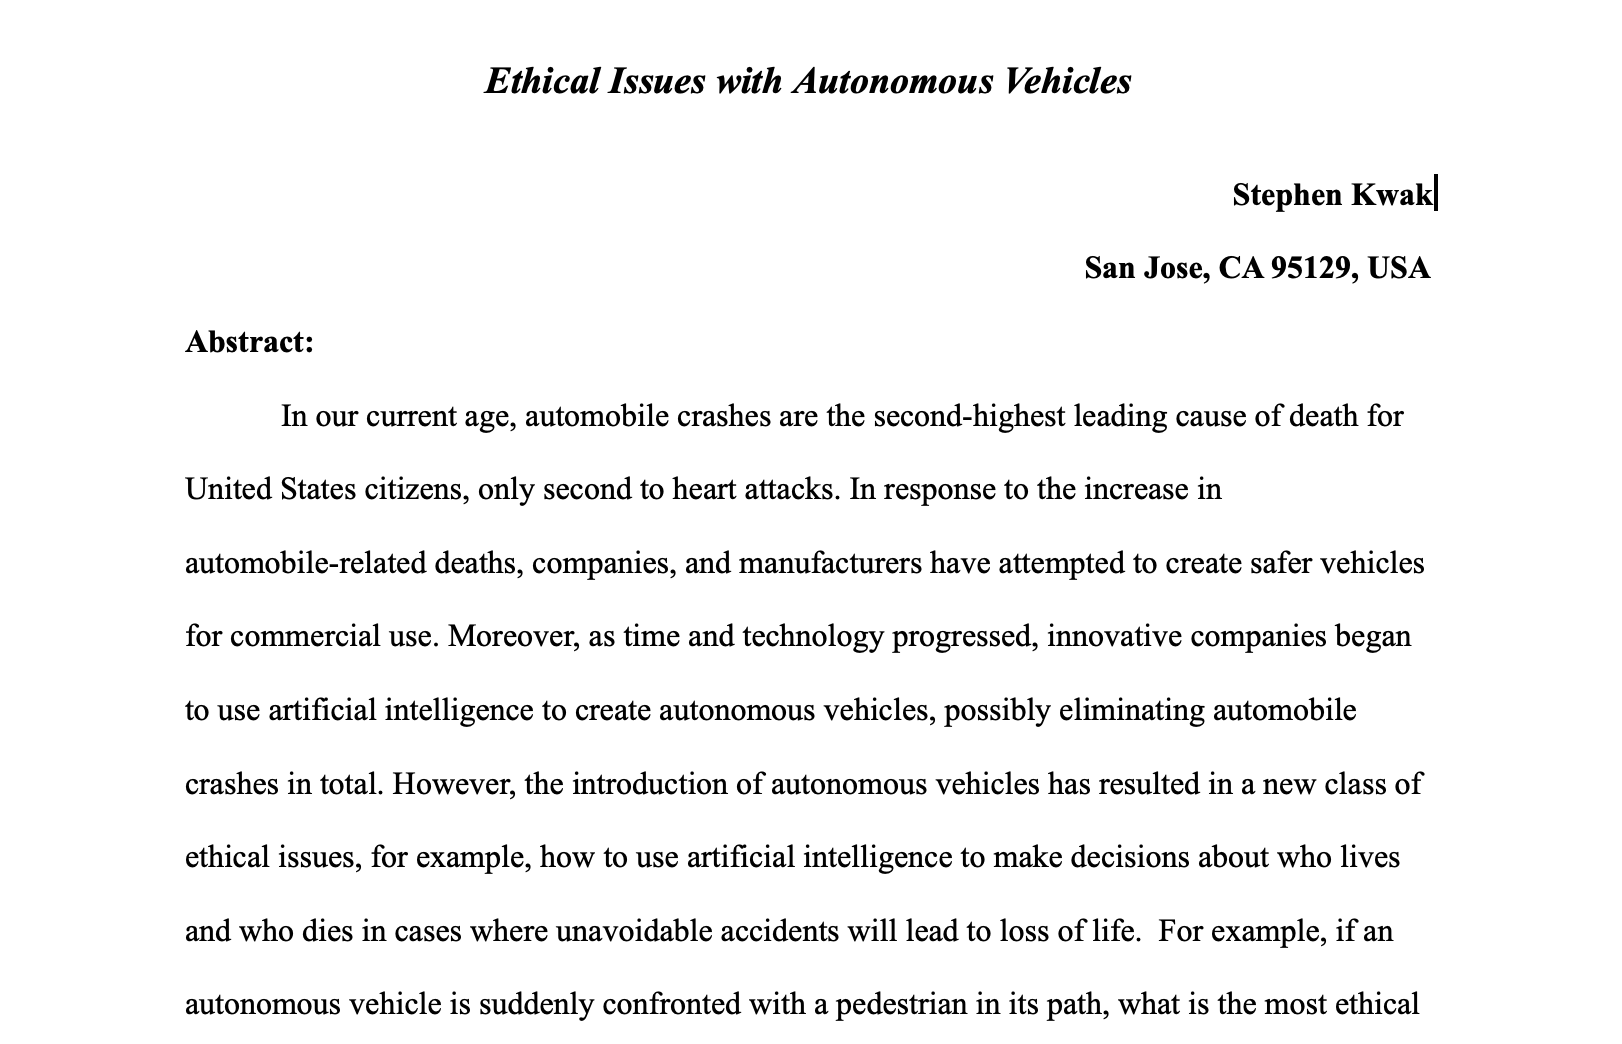 Ethical Issues with Autonomous Vehicles
Stephen Kwak
San Jose, CA 95129, USA
Abstract:
In our current age, automobile crashes are the second-highest leading cause of death for
United States citizens, only second to heart attacks. In response to the increase in
automobile-related deaths, companies, and manufacturers have attempted to create safer vehicles
for commercial use. Moreover, as time and technology progressed, innovative companies began
to use artificial intelligence to create autonomous vehicles, possibly eliminating automobile
crashes in total. However, the introduction of autonomous vehicles has resulted in a new class of
ethical issues, for example, how to use artificial intelligence to make decisions about who lives
and who dies in cases where unavoidable accidents will lead to loss of life.  For example, if an
autonomous vehicle is suddenly confronted with a pedestrian in its path, what is the most ethical